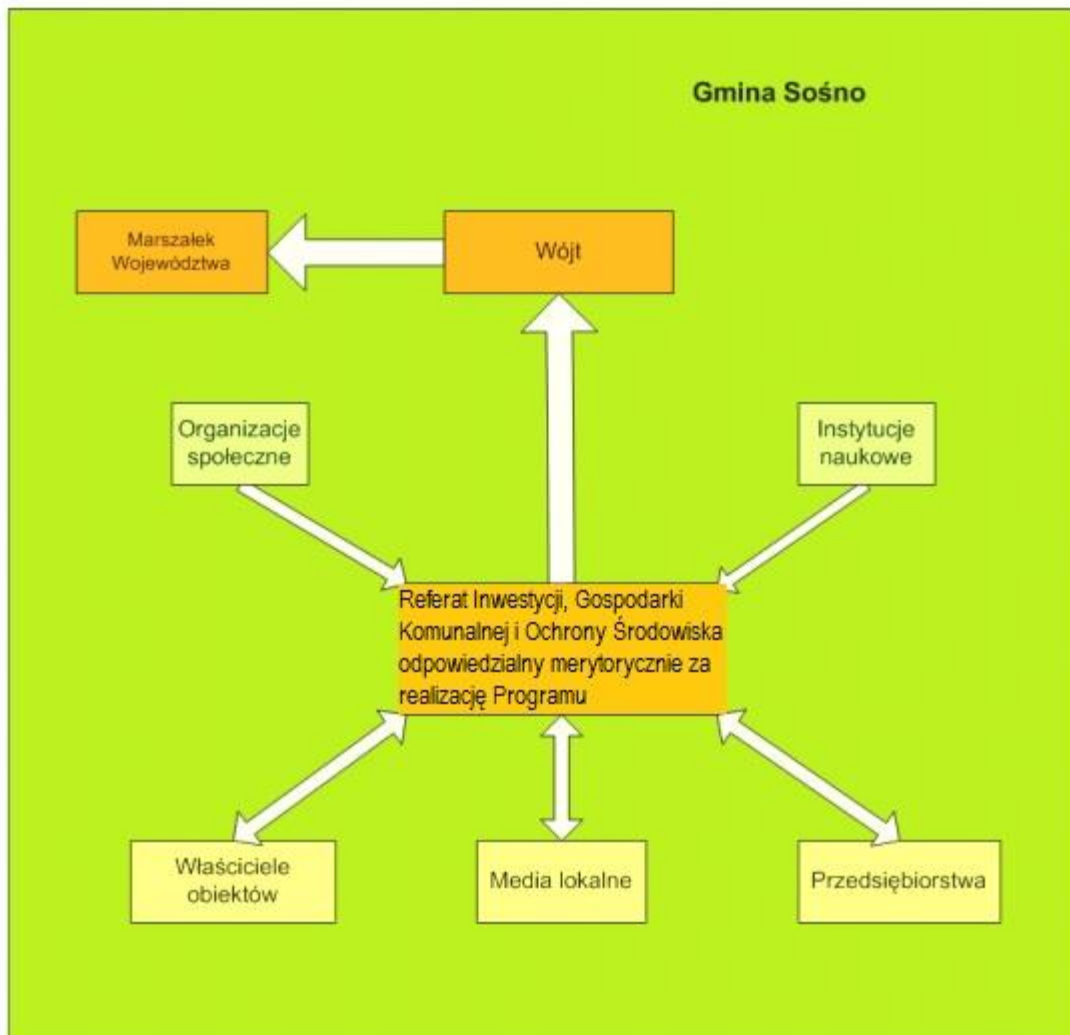 Gmina Sośno
Marszałek
Województwa
Wójt
Organizacje
społeczne
Instytucje
naukowe
Referat Inwestycji, Gospodarki
Komunalnej i Ochrony Środowiska
odpowiedzialny merytorycznie za
realizację Programu
Właściciele
obiektów
Media lokalne
Przedsiębiorstwa